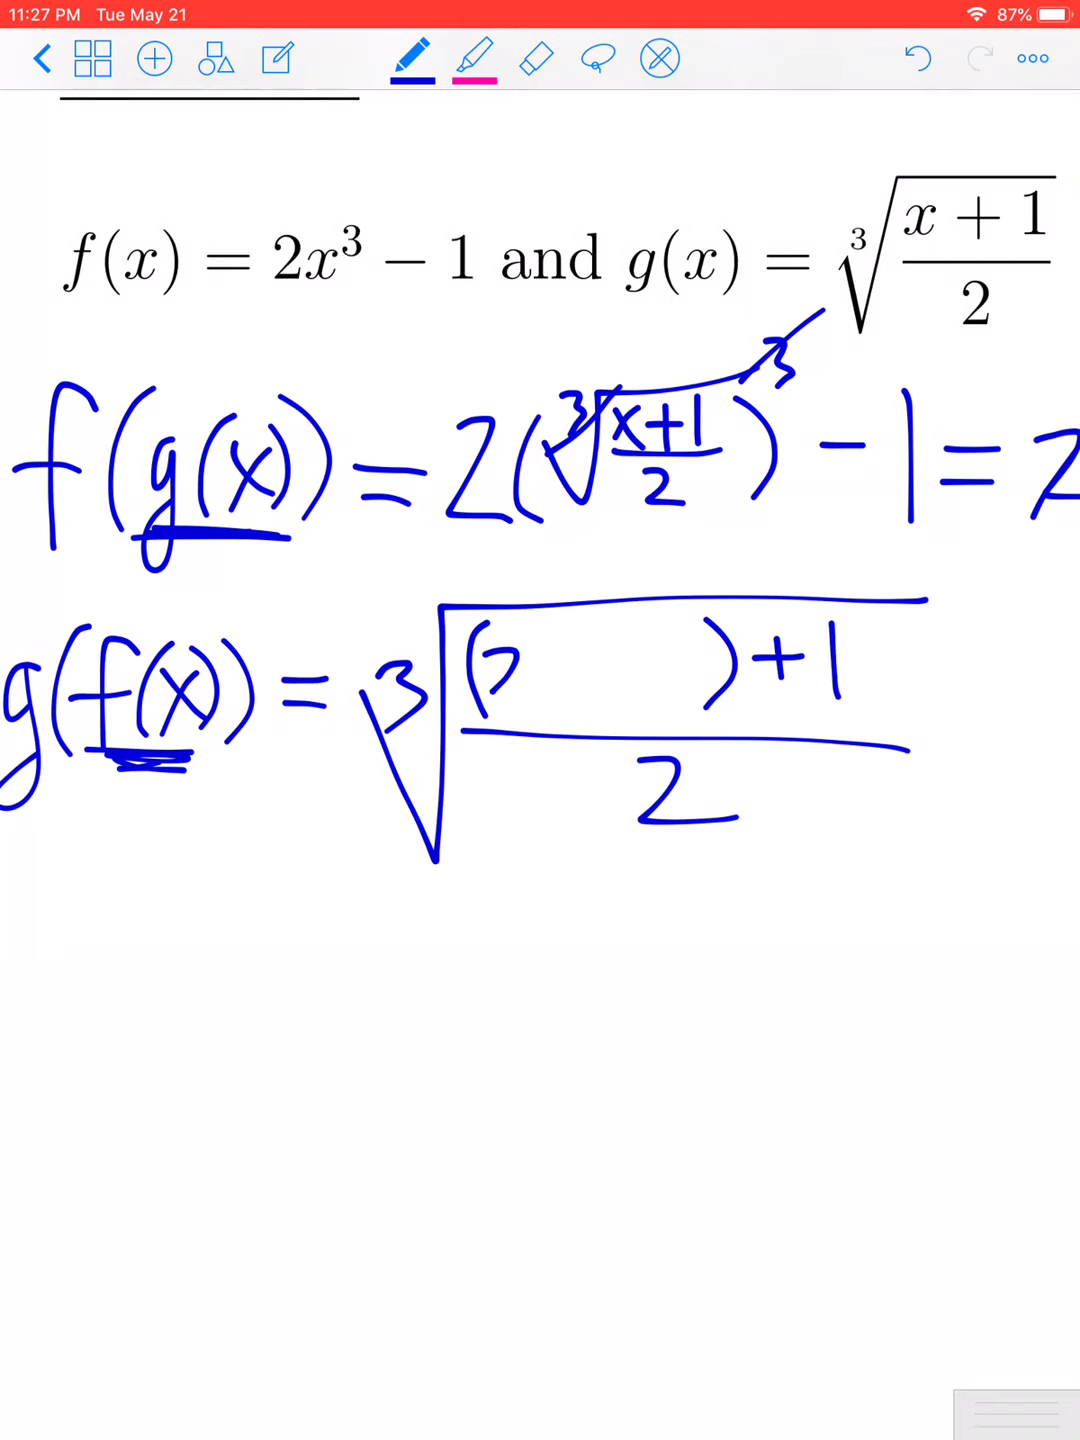 11:27 PM Tue May 21 87%
f(x) = 2x³ − 1 and g(x) = ∛((x + 1)/2)
f(g(x)) = 2(∛((x+1)/2))³ − 1 = 2
g(f(x)) = ∛((2 ) + 1)/2